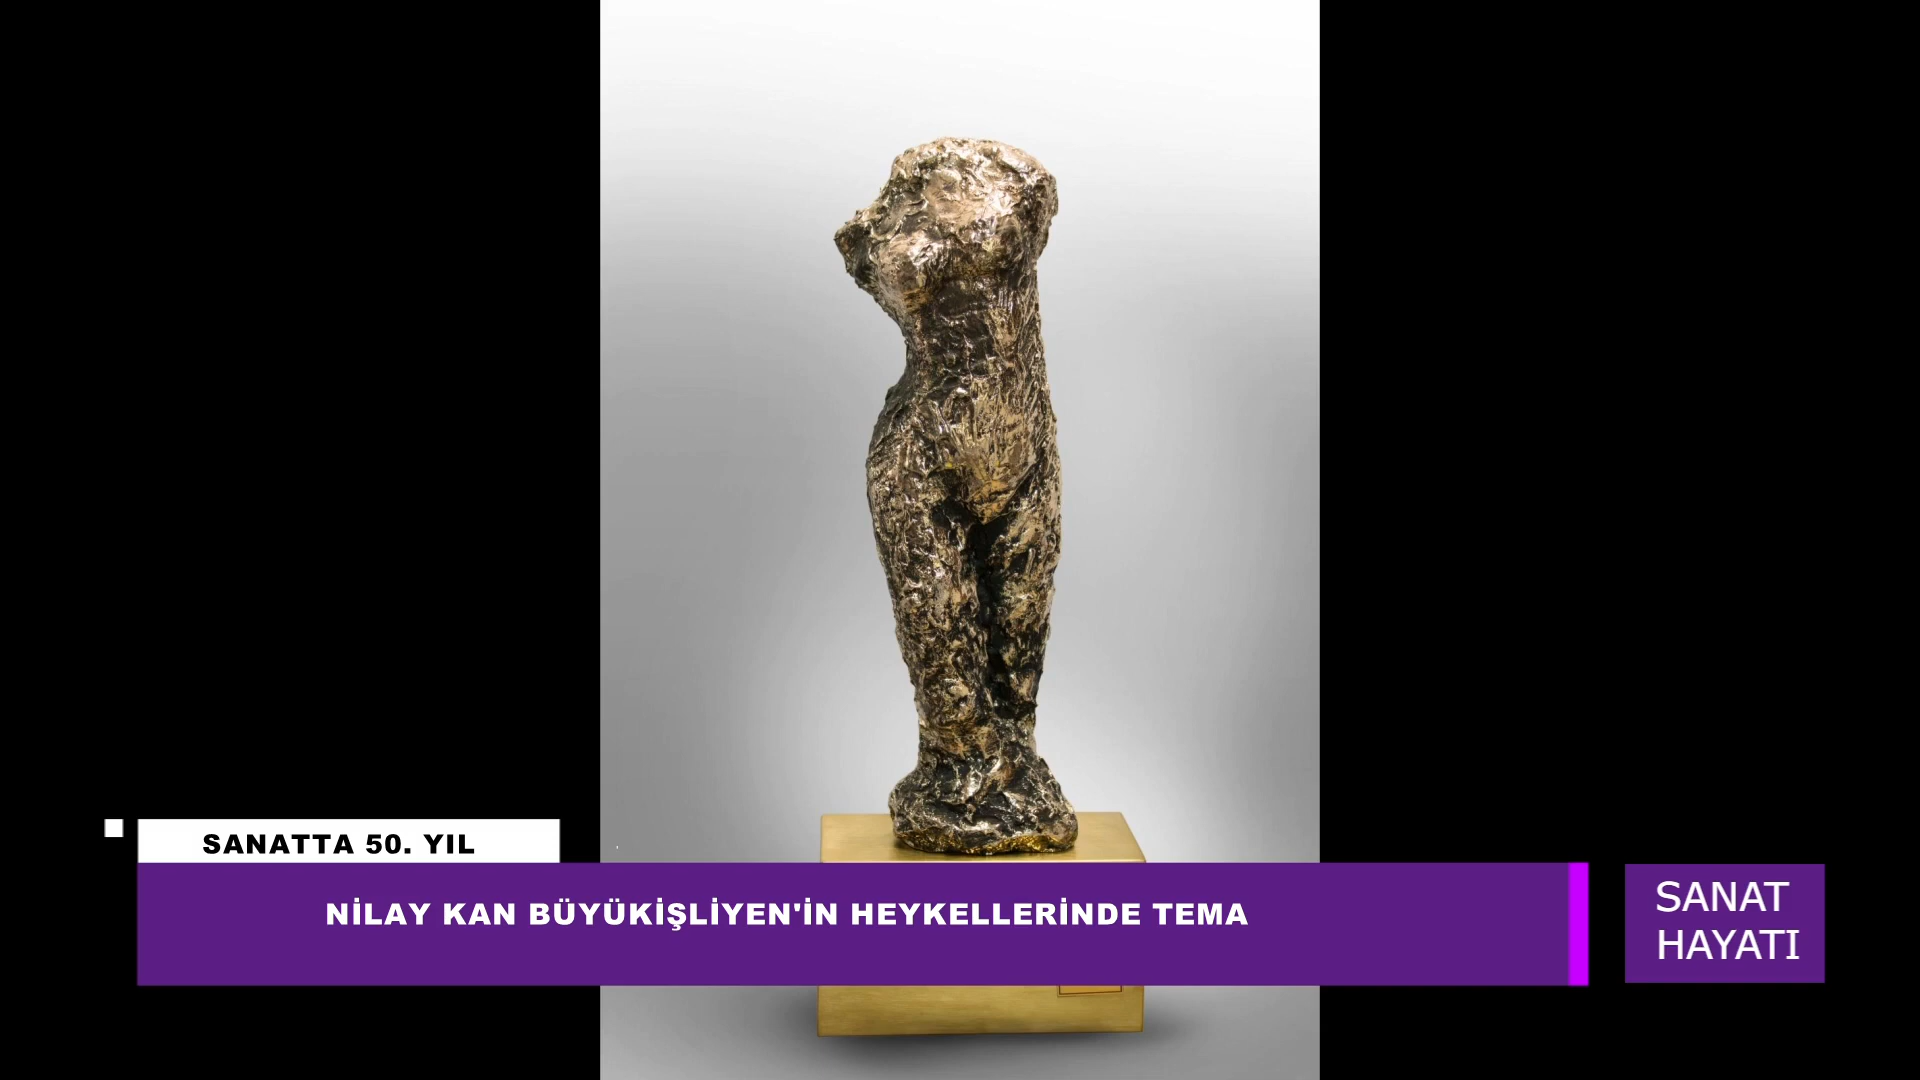 SANATTA 50. YIL
NİLAY KAN BÜYÜKİŞLİYEN'İN HEYKELLERİNDE TEMA
SANAT
HAYATI